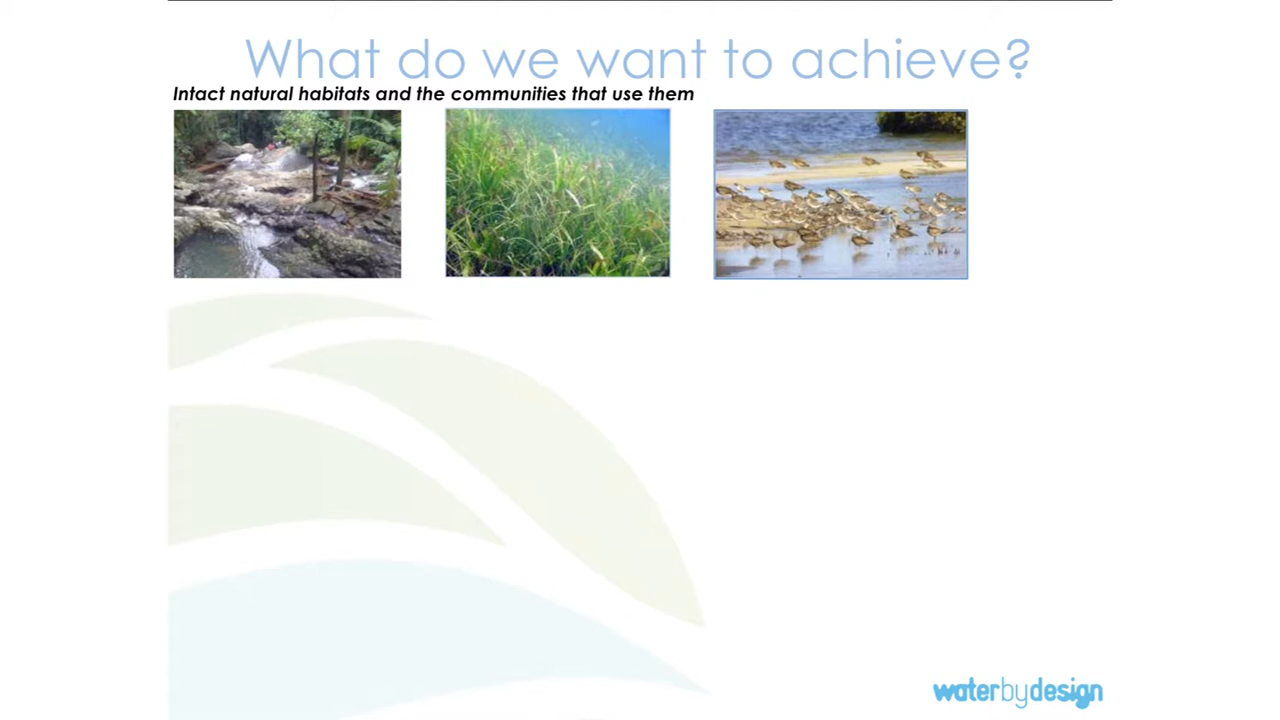 What do we want to achieve?
Intact natural habitats and the communities that use them
waterbydesign